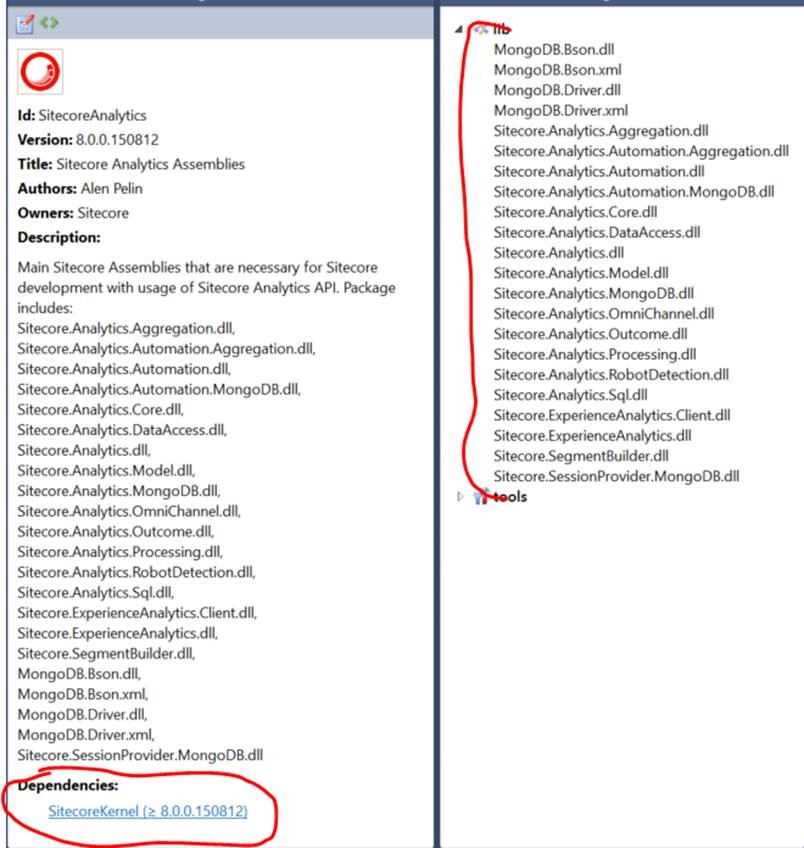 Id: SitecoreAnalytics
Version: 8.0.0.150812
Title: Sitecore Analytics Assemblies
Authors: Alen Pelin
Owners: Sitecore
Description:
Main Sitecore Assemblies that are necessary for Sitecore
development with usage of Sitecore Analytics API. Package
includes:
Sitecore.Analytics.Aggregation.dll,
Sitecore.Analytics.Automation.Aggregation.dll,
Sitecore.Analytics.Automation.dll,
Sitecore.Analytics.Automation.MongoDB.dll,
Sitecore.Analytics.Core.dll,
Sitecore.Analytics.DataAccess.dll,
Sitecore.Analytics.dll,
Sitecore.Analytics.Model.dll,
Sitecore.Analytics.MongoDB.dll,
Sitecore.Analytics.OmniChannel.dll,
Sitecore.Analytics.Outcome.dll,
Sitecore.Analytics.Processing.dll,
Sitecore.Analytics.RobotDetection.dll,
Sitecore.Analytics.Sql.dll,
Sitecore.ExperienceAnalytics.Client.dll,
Sitecore.ExperienceAnalytics.dll,
Sitecore.SegmentBuilder.dll,
MongoDB.Bson.dll,
MongoDB.Bson.xml,
MongoDB.Driver.dll,
MongoDB.Driver.xml,
Sitecore.SessionProvider.MongoDB.dll
Dependencies:
SitecoreKernel (≥ 8.0.0.150812)
lib
MongoDB.Bson.dll
MongoDB.Bson.xml
MongoDB.Driver.dll
MongoDB.Driver.xml
Sitecore.Analytics.Aggregation.dll
Sitecore.Analytics.Automation.Aggregation.dll
Sitecore.Analytics.Automation.dll
Sitecore.Analytics.Automation.MongoDB.dll
Sitecore.Analytics.Core.dll
Sitecore.Analytics.DataAccess.dll
Sitecore.Analytics.dll
Sitecore.Analytics.Model.dll
Sitecore.Analytics.MongoDB.dll
Sitecore.Analytics.OmniChannel.dll
Sitecore.Analytics.Outcome.dll
Sitecore.Analytics.Processing.dll
Sitecore.Analytics.RobotDetection.dll
Sitecore.Analytics.Sql.dll
Sitecore.ExperienceAnalytics.Client.dll
Sitecore.ExperienceAnalytics.dll
Sitecore.SegmentBuilder.dll
Sitecore.SessionProvider.MongoDB.dll
tools